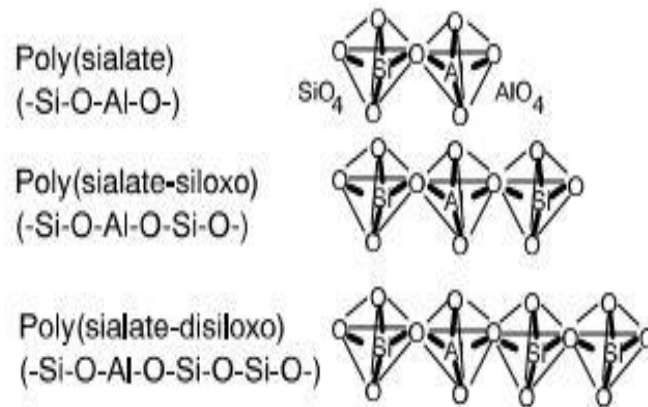 Poly(sialate)
(-Si-O-Al-O-)
O O
O Si O Al O
SiO₄ AlO₄
O O
Poly(sialate-siloxo)
(-Si-O-Al-O-Si-O-)
O O O
O Si O Al O Si O
O O O
Poly(sialate-disiloxo)
(-Si-O-Al-O-Si-O-Si-O-)
O O O O
O Si O Al O Si O Si O
O O O O